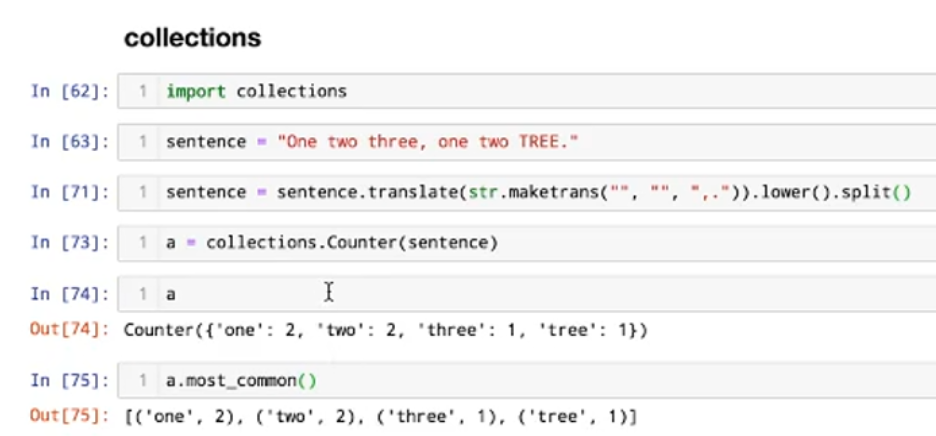 collections
In [62]: 1 import collections
In [63]: 1 sentence = "One two three, one two TREE."
In [71]: 1 sentence = sentence.translate(str.maketrans("", "", ",.")).lower().split()
In [73]: 1 a = collections.Counter(sentence)
In [74]: 1 a
Out[74]: Counter({'one': 2, 'two': 2, 'three': 1, 'tree': 1})
In [75]: 1 a.most_common()
Out[75]: [('one', 2), ('two', 2), ('three', 1), ('tree', 1)]